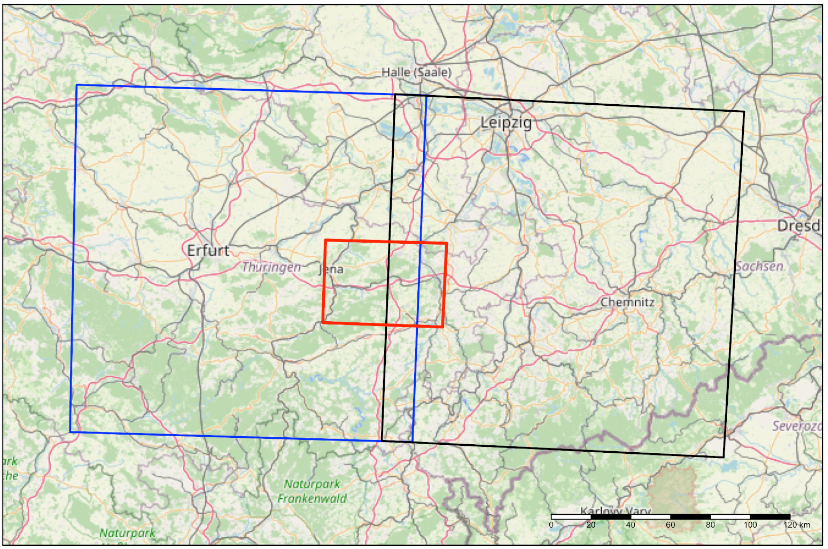 Halle (Saale)
Leipzig
Dresd
Erfurt
Thüringen
Jena
Sachsen
Chemnitz
Severozá
ark
che
Naturpark
Frankenwald
Karlovy Vary
Naturpark
0 20 40 60 80 100 120 km